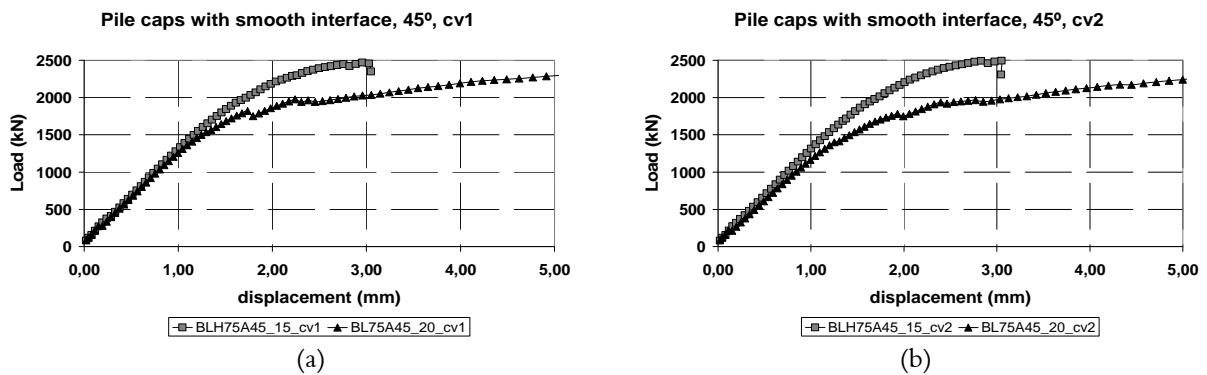 Pile caps with smooth interface, 45º, cv1
Load (kN)
2500
2000
1500
1000
500
0
0,00 1,00 2,00 3,00 4,00 5,00
displacement (mm)
BLH75A45_15_cv1 BL75A45_20_cv1
(a)
Pile caps with smooth interface, 45º, cv2
Load (kN)
2500
2000
1500
1000
500
0
0,00 1,00 2,00 3,00 4,00 5,00
displacement (mm)
BLH75A45_15_cv2 BL75A45_20_cv2
(b)